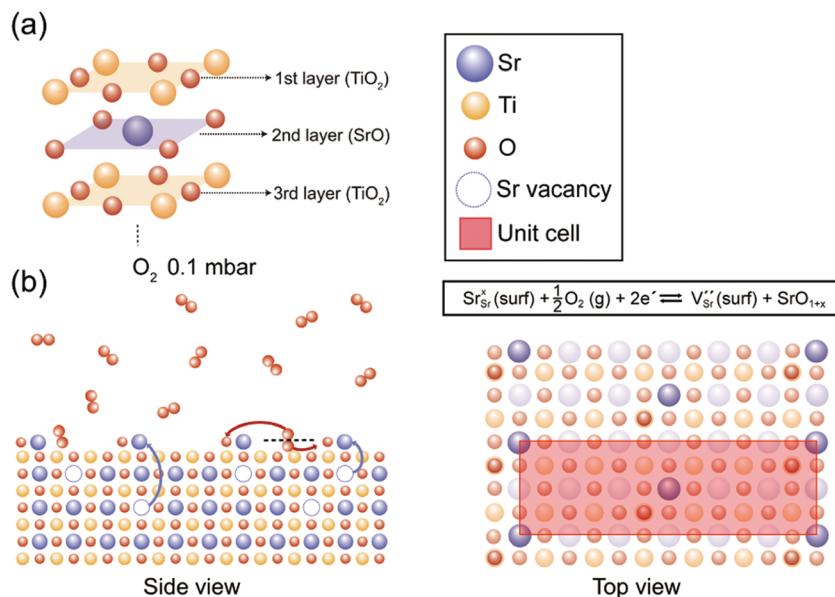 (a)
1st layer (TiO₂)
2nd layer (SrO)
3rd layer (TiO₂)
Sr
Ti
O
Sr vacancy
Unit cell
(b)
O₂ 0.1 mbar
Sr^x_Sr (surf) + 1/2 O₂ (g) + 2e′ ⇌ V″_Sr (surf) + SrO₁₊ₓ
Side view
Top view